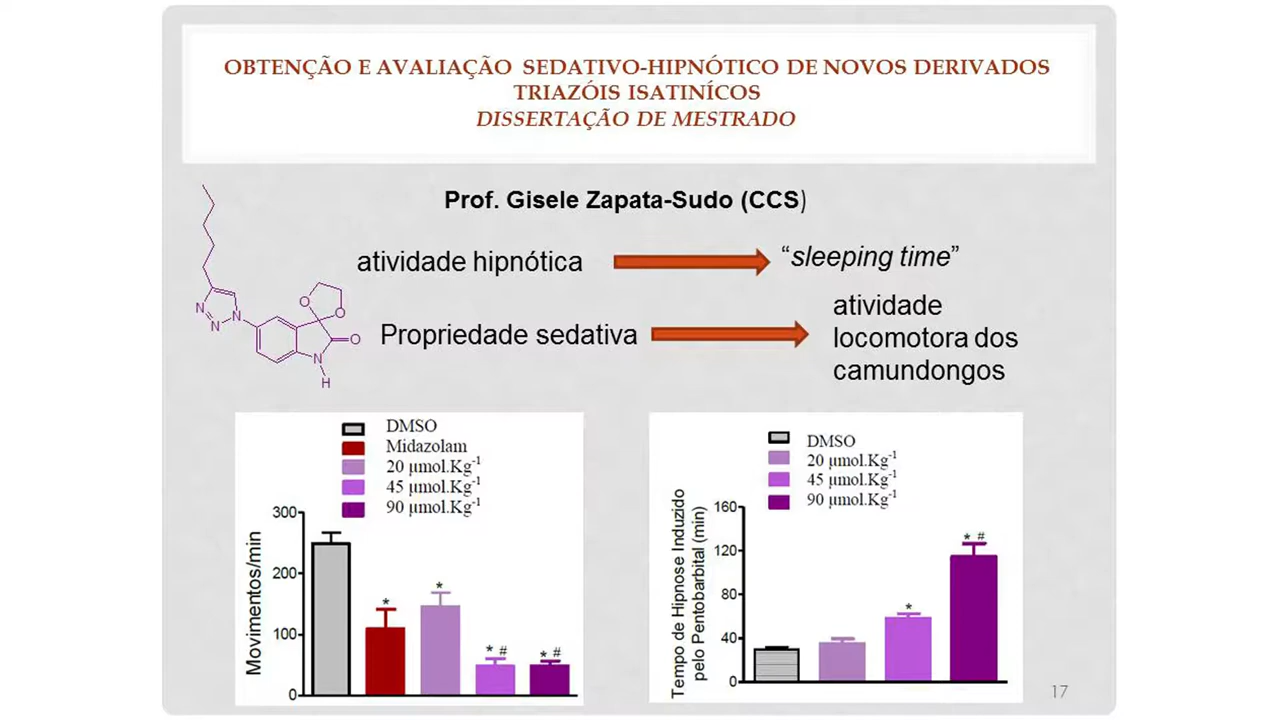 OBTENÇÃO E AVALIAÇÃO SEDATIVO-HIPNÓTICO DE NOVOS DERIVADOS
TRIAZÓIS ISATINÍCOS
DISSERTAÇÃO DE MESTRADO
Prof. Gisele Zapata-Sudo (CCS)
atividade hipnótica
“sleeping time”
Propriedade sedativa
atividade
locomotora dos
camundongos
N
N
N
O
O
O
N
H
DMSO
Midazolam
20 µmol.Kg-1
45 µmol.Kg-1
90 µmol.Kg-1
Movimentos/min
300
200
100
0
*
*
* #
* #
DMSO
20 µmol.Kg-1
45 µmol.Kg-1
90 µmol.Kg-1
Tempo de Hipnose Induzido
pelo Pentobarbital (min)
160
120
80
40
0
*
* #
17